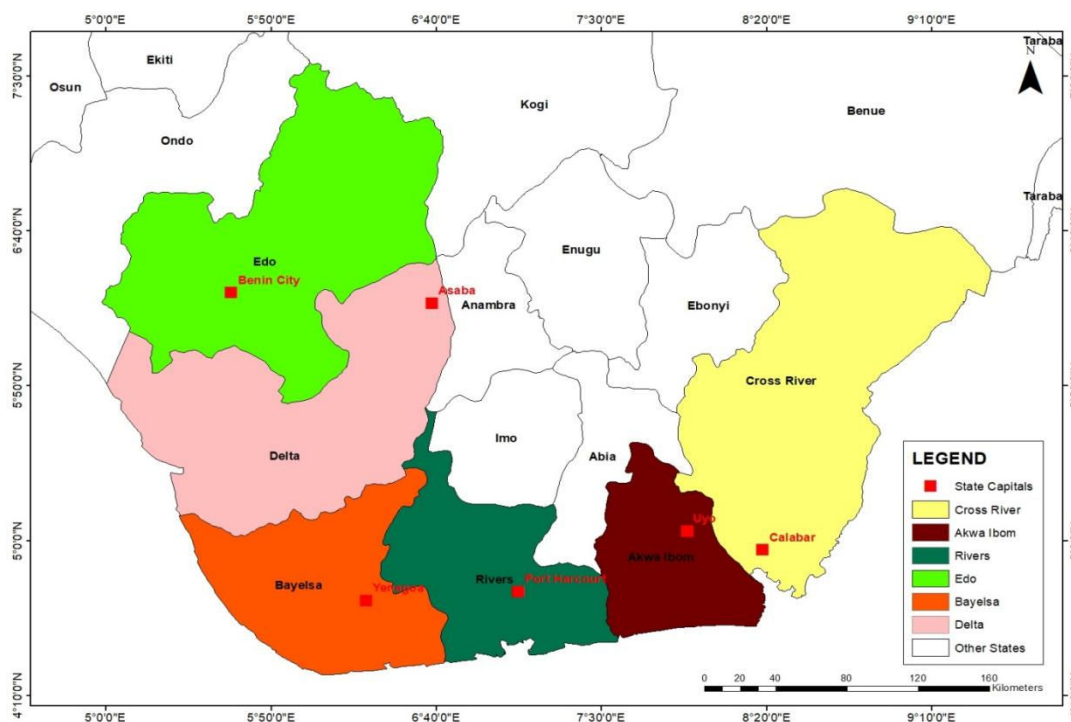 5°0'0"E 5°50'0"E 6°40'0"E 7°30'0"E 8°20'0"E 9°10'0"E
Taraba
N
Ekiti
7°30'0"N
Osun
Kogi
Benue
Ondo
Taraba
6°40'0"N
Enugu
Edo
Benin City
Asaba
Anambra
Ebonyi
Cross River
5°50'0"N
Imo
Abia
Delta
LEGEND
State Capitals
Cross River
Akwa Ibom
Rivers
Edo
Bayelsa
Delta
Other States
Uyo
Calabar
5°0'0"N
Akwa Ibom
Bayelsa
Yenagoa
Rivers
Port Harcourt
0 20 40 80 120 160
Kilometers
4°10'0"N
5°0'0"E 5°50'0"E 6°40'0"E 7°30'0"E 8°20'0"E 9°10'0"E